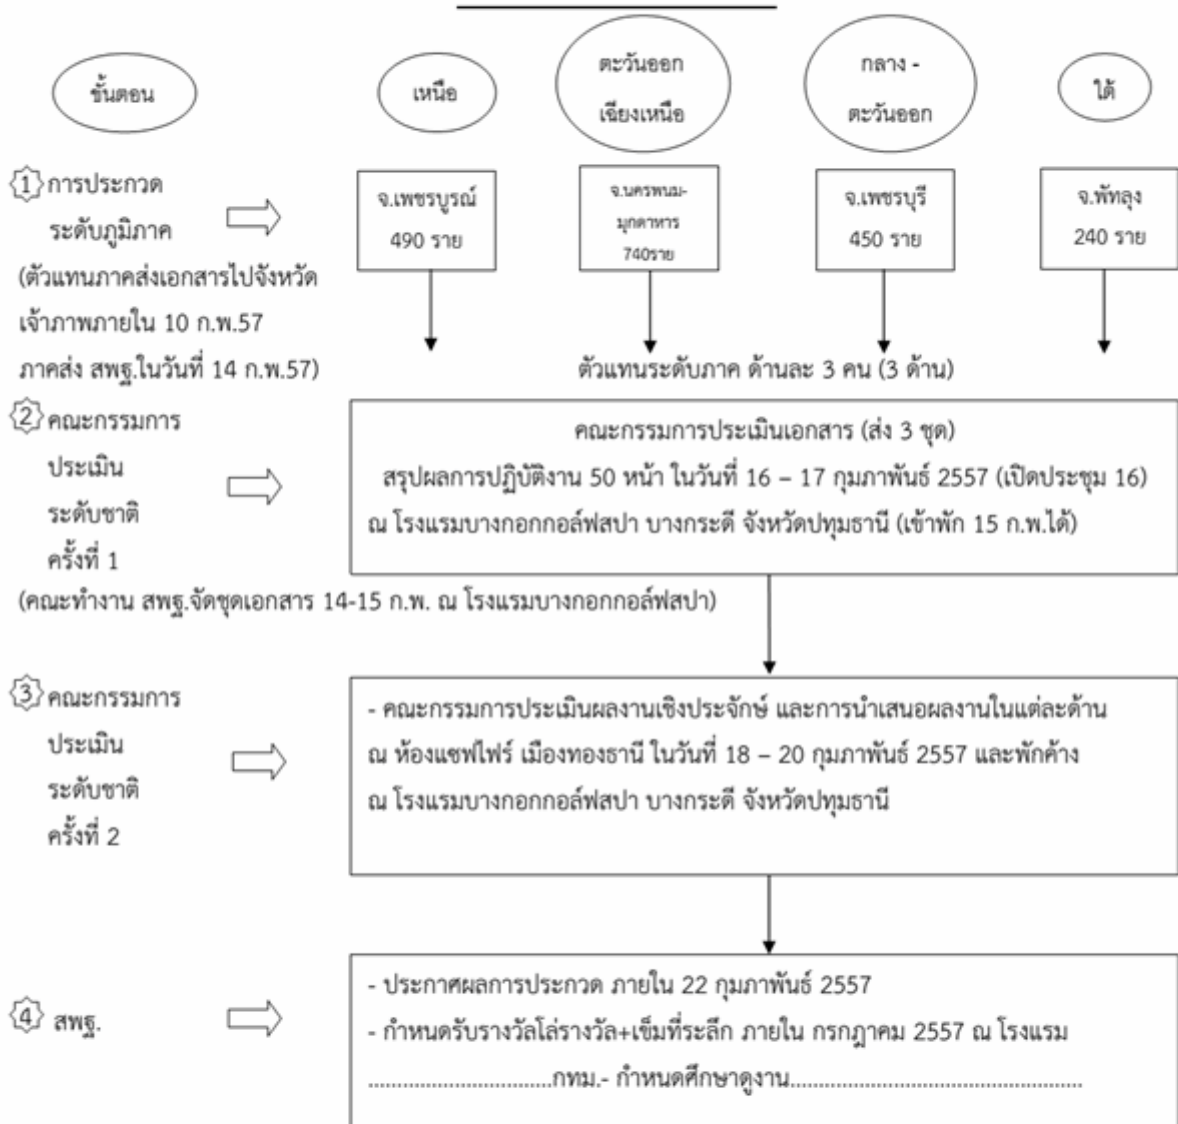 ขั้นตอน
เหนือ
ตะวันออก
เฉียงเหนือ
กลาง -
ตะวันออก
ใต้
1 การประกวด
ระดับภูมิภาค
(ตัวแทนภาคส่งเอกสารไปจังหวัด
เจ้าภาพภายใน 10 ก.พ.57
ภาคส่ง สพฐ.ในวันที่ 14 ก.พ.57)
จ.เพชรบูรณ์
490 ราย
จ.นครพนม-
มุกดาหาร
740ราย
จ.เพชรบุรี
450 ราย
จ.พัทลุง
240 ราย
ตัวแทนระดับภาค ด้านละ 3 คน (3 ด้าน)
2 คณะกรรมการ
ประเมิน
ระดับชาติ
ครั้งที่ 1
คณะกรรมการประเมินเอกสาร (ส่ง 3 ชุด)
สรุปผลการปฏิบัติงาน 50 หน้า ในวันที่ 16 – 17 กุมภาพันธ์ 2557 (เปิดประชุม 16)
ณ โรงแรมบางกอกกอล์ฟสปา บางกระดี จังหวัดปทุมธานี (เข้าพัก 15 ก.พ.ได้)
(คณะทำงาน สพฐ.จัดชุดเอกสาร 14-15 ก.พ. ณ โรงแรมบางกอกกอล์ฟสปา)
3 คณะกรรมการ
ประเมิน
ระดับชาติ
ครั้งที่ 2
- คณะกรรมการประเมินผลงานเชิงประจักษ์ และการนำเสนอผลงานในแต่ละด้าน
ณ ห้องแซฟไฟร์ เมืองทองธานี ในวันที่ 18 – 20 กุมภาพันธ์ 2557 และพักค้าง
ณ โรงแรมบางกอกกอล์ฟสปา บางกระดี จังหวัดปทุมธานี
4 สพฐ.
- ประกาศผลการประกวด ภายใน 22 กุมภาพันธ์ 2557
- กำหนดรับรางวัลโล่รางวัล+เข็มที่ระลึก ภายใน กรกฎาคม 2557 ณ โรงแรม
................................กทม.- กำหนดศึกษาดูงาน...................................................